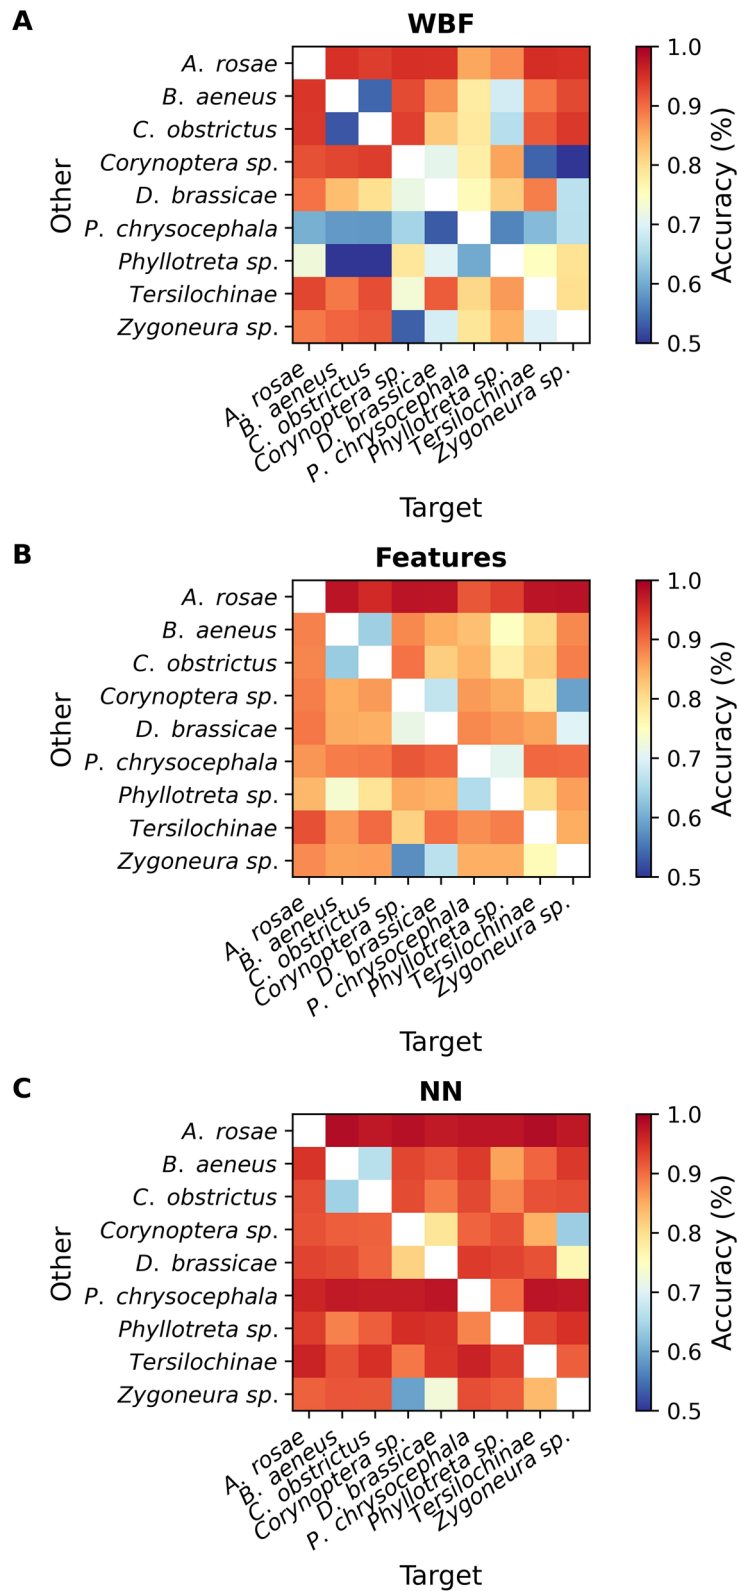 A
WBF
A. rosae
B. aeneus
C. obstrictus
Corynoptera sp.
D. brassicae
P. chrysocephala
Phyllotreta sp.
Tersilochinae
Zygoneura sp.
Other
A. rosae
B. aeneus
C. obstrictus
Corynoptera sp.
D. brassicae
P. chrysocephala
Phyllotreta sp.
Tersilochinae
Zygoneura sp.
Target
1.0
0.9
0.8
0.7
0.6
0.5
Accuracy (%)
B
Features
A. rosae
B. aeneus
C. obstrictus
Corynoptera sp.
D. brassicae
P. chrysocephala
Phyllotreta sp.
Tersilochinae
Zygoneura sp.
Other
A. rosae
B. aeneus
C. obstrictus
Corynoptera sp.
D. brassicae
P. chrysocephala
Phyllotreta sp.
Tersilochinae
Zygoneura sp.
Target
1.0
0.9
0.8
0.7
0.6
0.5
Accuracy (%)
C
NN
A. rosae
B. aeneus
C. obstrictus
Corynoptera sp.
D. brassicae
P. chrysocephala
Phyllotreta sp.
Tersilochinae
Zygoneura sp.
Other
A. rosae
B. aeneus
C. obstrictus
Corynoptera sp.
D. brassicae
P. chrysocephala
Phyllotreta sp.
Tersilochinae
Zygoneura sp.
Target
1.0
0.9
0.8
0.7
0.6
0.5
Accuracy (%)